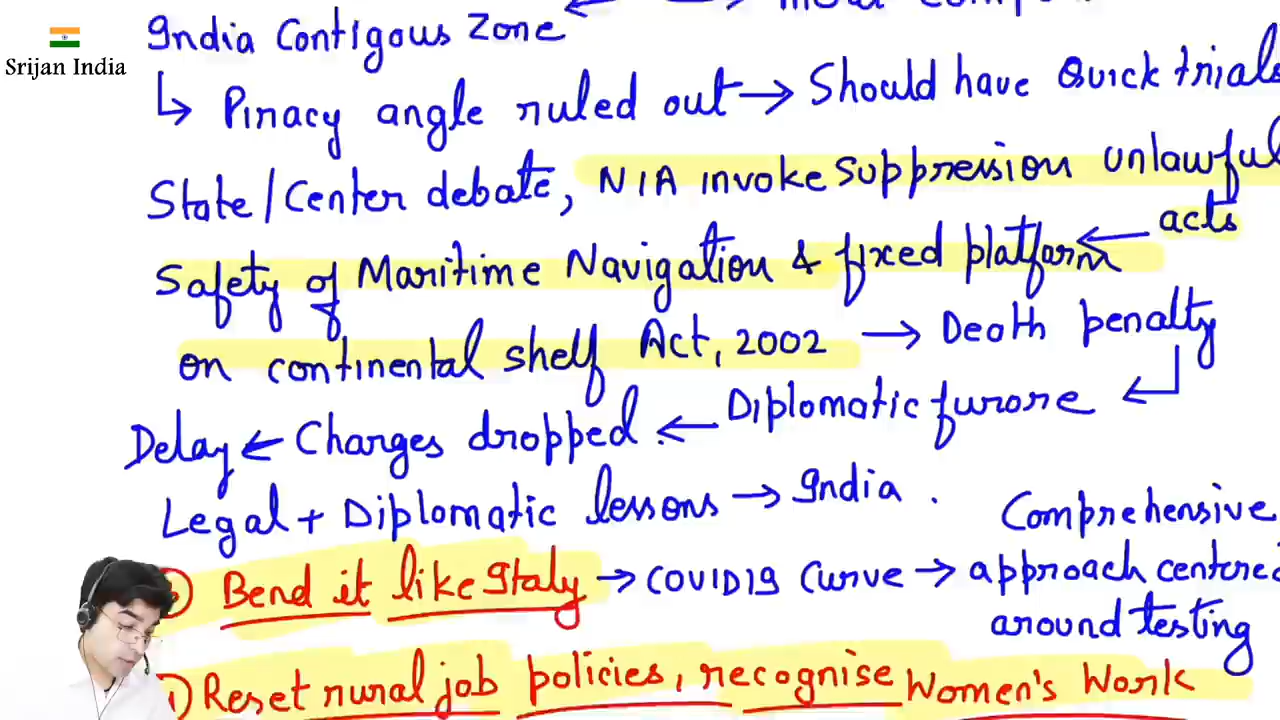 Srijan India
India Contigous Zone
↳ Piracy angle ruled out → Should have Quick trials
State/Center debate, NIA invoke suppression unlawful
acts
Safety of Maritime Navigation & fixed platform ←
on continental shelf Act, 2002 → Death penalty
Delay ← Charges dropped ← Diplomatic furore ↵
Legal + Diplomatic lessons → India .
Comprehensive
Bend it like Italy → COVID19 Curve → approach centere
around testing
Reset rural job policies, recognise Women's Work